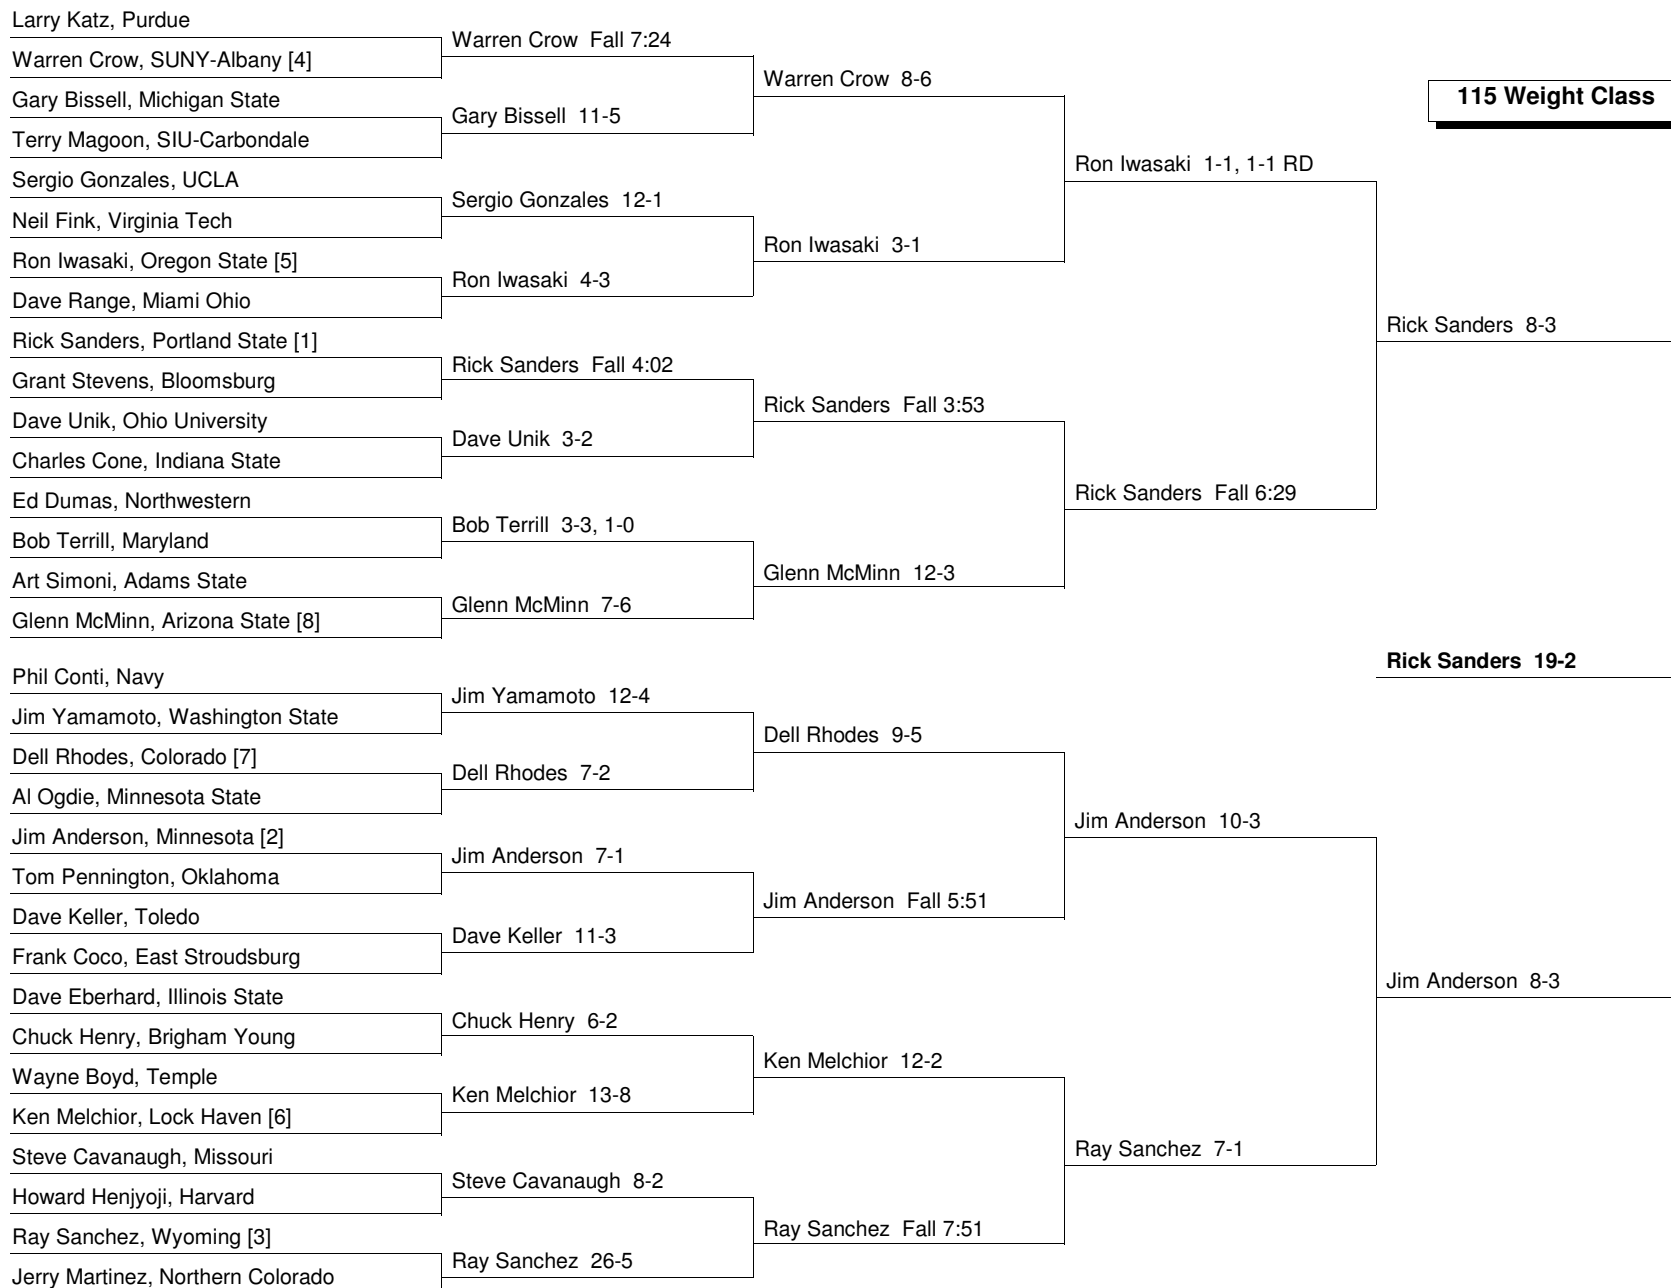 Larry Katz, Purdue
Warren Crow, SUNY-Albany [4]
Gary Bissell, Michigan State
Terry Magoon, SIU-Carbondale
Sergio Gonzales, UCLA
Neil Fink, Virginia Tech
Ron Iwasaki, Oregon State [5]
Dave Range, Miami Ohio
Rick Sanders, Portland State [1]
Grant Stevens, Bloomsburg
Dave Unik, Ohio University
Charles Cone, Indiana State
Ed Dumas, Northwestern
Bob Terrill, Maryland
Art Simoni, Adams State
Glenn McMinn, Arizona State [8]
Phil Conti, Navy
Jim Yamamoto, Washington State
Dell Rhodes, Colorado [7]
Al Ogdie, Minnesota State
Jim Anderson, Minnesota [2]
Tom Pennington, Oklahoma
Dave Keller, Toledo
Frank Coco, East Stroudsburg
Dave Eberhard, Illinois State
Chuck Henry, Brigham Young
Wayne Boyd, Temple
Ken Melchior, Lock Haven [6]
Steve Cavanaugh, Missouri
Howard Henjyoji, Harvard
Ray Sanchez, Wyoming [3]
Jerry Martinez, Northern Colorado
Warren Crow Fall 7:24
Gary Bissell 11-5
Sergio Gonzales 12-1
Ron Iwasaki 4-3
Rick Sanders Fall 4:02
Dave Unik 3-2
Bob Terrill 3-3, 1-0
Glenn McMinn 7-6
Jim Yamamoto 12-4
Dell Rhodes 7-2
Jim Anderson 7-1
Dave Keller 11-3
Chuck Henry 6-2
Ken Melchior 13-8
Steve Cavanaugh 8-2
Ray Sanchez 26-5
Warren Crow 8-6
Ron Iwasaki 3-1
Rick Sanders Fall 3:53
Glenn McMinn 12-3
Dell Rhodes 9-5
Jim Anderson Fall 5:51
Ken Melchior 12-2
Ray Sanchez Fall 7:51
Ron Iwasaki 1-1, 1-1 RD
Rick Sanders Fall 6:29
Jim Anderson 10-3
Ray Sanchez 7-1
115 Weight Class
Rick Sanders 8-3
Rick Sanders 19-2
Jim Anderson 8-3